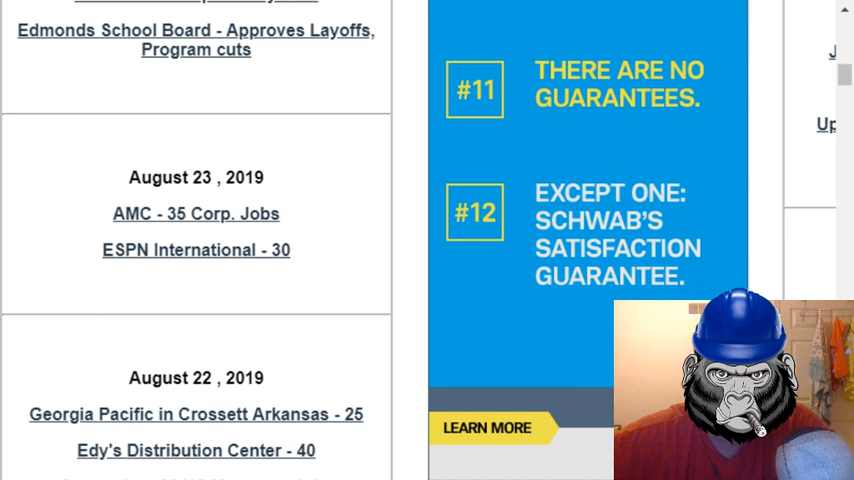 Edmonds School Board - Approves Layoffs,
Program cuts
August 23 , 2019
AMC - 35 Corp. Jobs
ESPN International - 30
August 22 , 2019
Georgia Pacific in Crossett Arkansas - 25
Edy's Distribution Center - 40
#11
THERE ARE NO
GUARANTEES.
#12
EXCEPT ONE:
SCHWAB'S
SATISFACTION
GUARANTEE.
LEARN MORE
J
Up